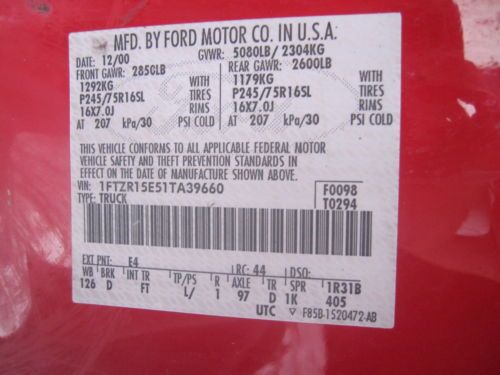 MFD. BY FORD MOTOR CO. IN U.S.A.
DATE: 12/00 GVWR: 5080LB/ 2304KG
FRONT GAWR: 2850LB REAR GAWR: 2600LB
1292KG WITH 1179KG WITH
P245/75R16SL TIRES P245/75R16SL TIRES
16X7.0J RIMS 16X7.0J RIMS
AT 207 kPa/30 PSI COLD AT 207 kPa/30 PSI COLD
THIS VEHICLE CONFORMS TO ALL APPLICABLE FEDERAL MOTOR
VEHICLE SAFETY AND THEFT PREVENTION STANDARDS IN
EFFECT ON THE DATE OF MANUFACTURE SHOWN ABOVE.
VIN: 1FTZR15E51TA39660 F0098
TYPE: TRUCK T0294
EXT PNT: E4 RC: 44 DSO:
WB BRK INT TR TP/PS R AXLE TR SPR 1R31B
126 D FT L/ 1 97 D 1K 405
UTC F85B-1520472-AB